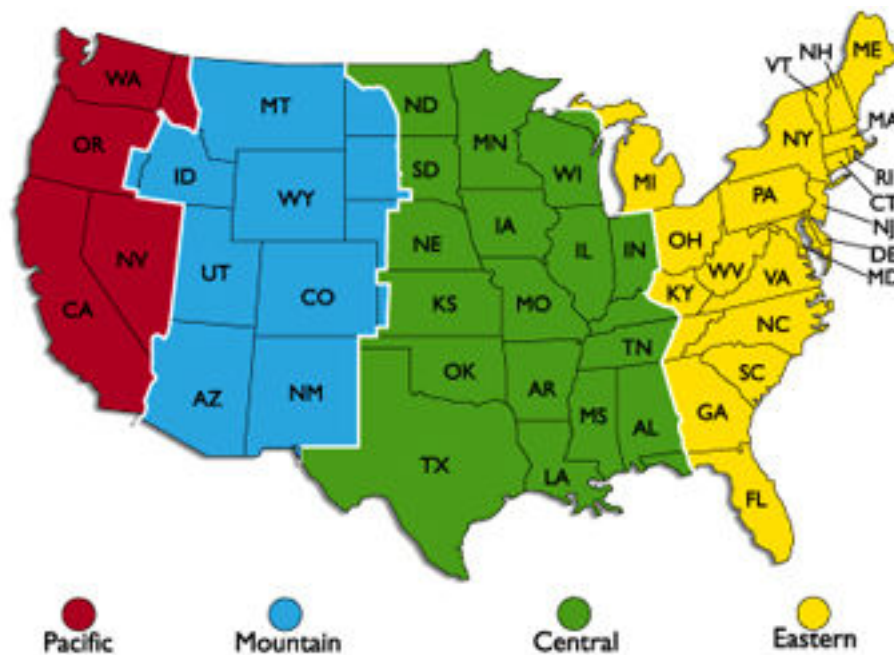 WA
OR
CA
NV
ID
MT
WY
UT
CO
AZ
NM
ND
SD
NE
KS
OK
TX
MN
IA
MO
AR
LA
WI
IL
IN
TN
MS
AL
MI
OH
KY
WV
VA
NC
SC
GA
FL
PA
NY
VT
NH
ME
MA
RI
CT
NJ
DE
MD
Pacific
Mountain
Central
Eastern